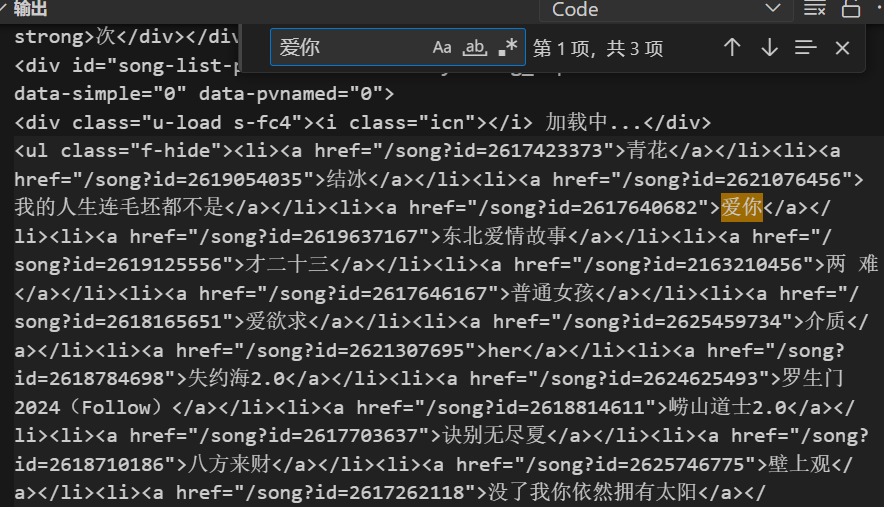 输出
Code
strong>次</div></div
爱你
Aa
ab
.*
第 1 项，共 3 项
<div id="song-list-p
data-simple="0" data-pvnamed="0">
<div class="u-load s-fc4"><i class="icn"></i> 加载中...</div>
<ul class="f-hide"><li><a href="/song?id=2617423373">青花</a></li><li><a
href="/song?id=2619054035">结冰</a></li><li><a href="/song?id=2621076456">
我的人生连毛坯都不是</a></li><li><a href="/song?id=2617640682">爱你</a></
li><li><a href="/song?id=2619637167">东北爱情故事</a></li><li><a href="/
song?id=2619125556">才二十三</a></li><li><a href="/song?id=2163210456">两 难
</a></li><li><a href="/song?id=2617646167">普通女孩</a></li><li><a href="/
song?id=2618165651">爱欲求</a></li><li><a href="/song?id=2625459734">介质</
a></li><li><a href="/song?id=2621307695">her</a></li><li><a href="/song?
id=2618784698">失约海2.0</a></li><li><a href="/song?id=2624625493">罗生门
2024（Follow）</a></li><li><a href="/song?id=2618814611">崂山道士2.0</a></
li><li><a href="/song?id=2617703637">诀别无尽夏</a></li><li><a href="/song?
id=2618710186">八方来财</a></li><li><a href="/song?id=2625746775">壁上观</
a></li><li><a href="/song?id=2617262118">没了我你依然拥有太阳</a></